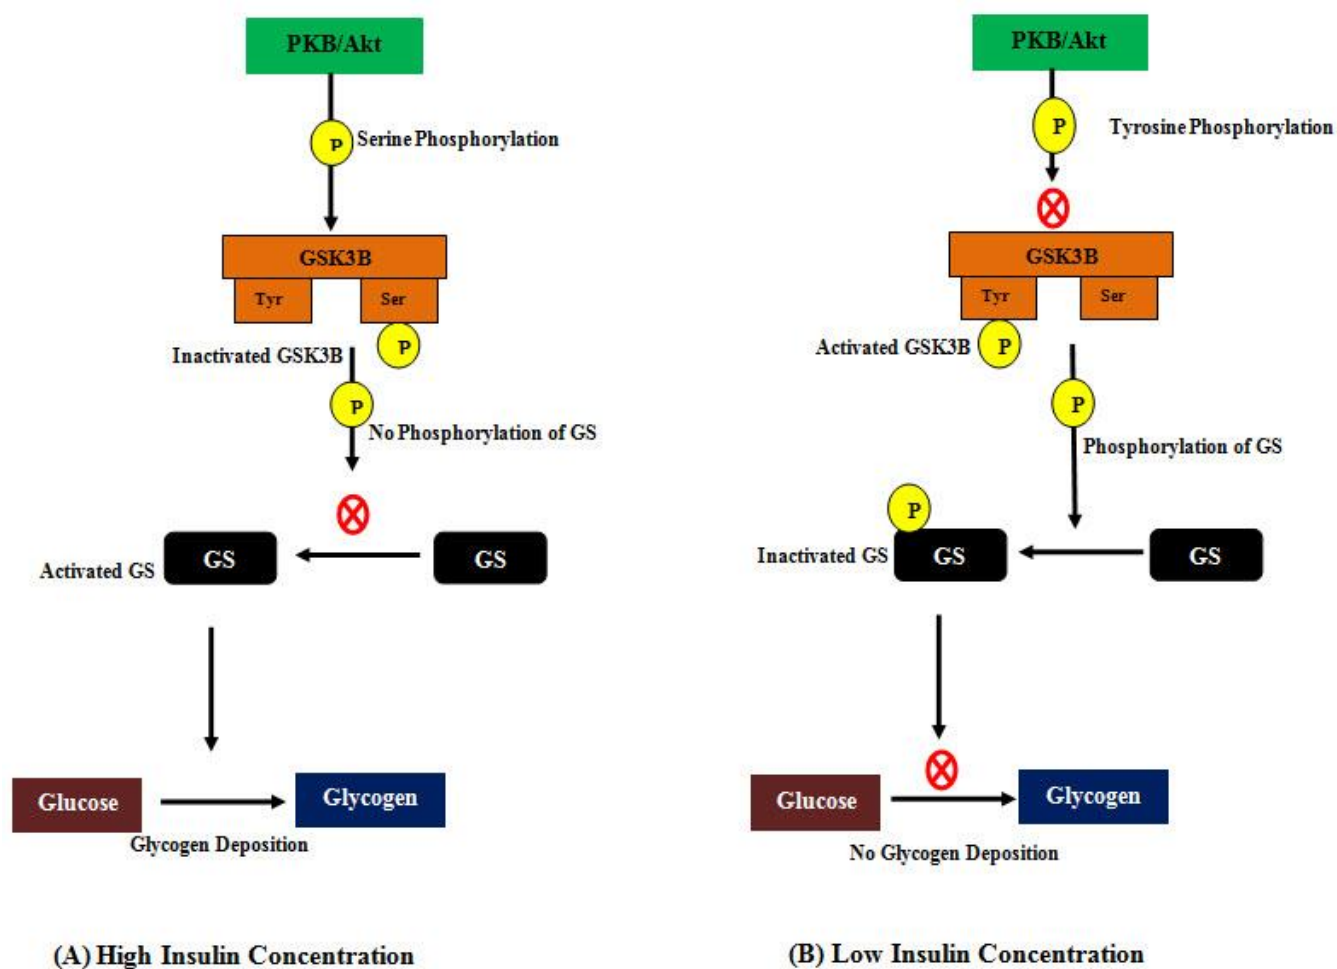 PKB/Akt
P
Serine Phosphorylation
GSK3B
Tyr
Ser
P
Inactivated GSK3B
P
No Phosphorylation of GS
Activated GS
GS
GS
Glucose
Glycogen
Glycogen Deposition
(A) High Insulin Concentration
PKB/Akt
P
Tyrosine Phosphorylation
GSK3B
Tyr
Ser
Activated GSK3B
P
P
Phosphorylation of GS
P
Inactivated GS
GS
GS
Glucose
Glycogen
No Glycogen Deposition
(B) Low Insulin Concentration